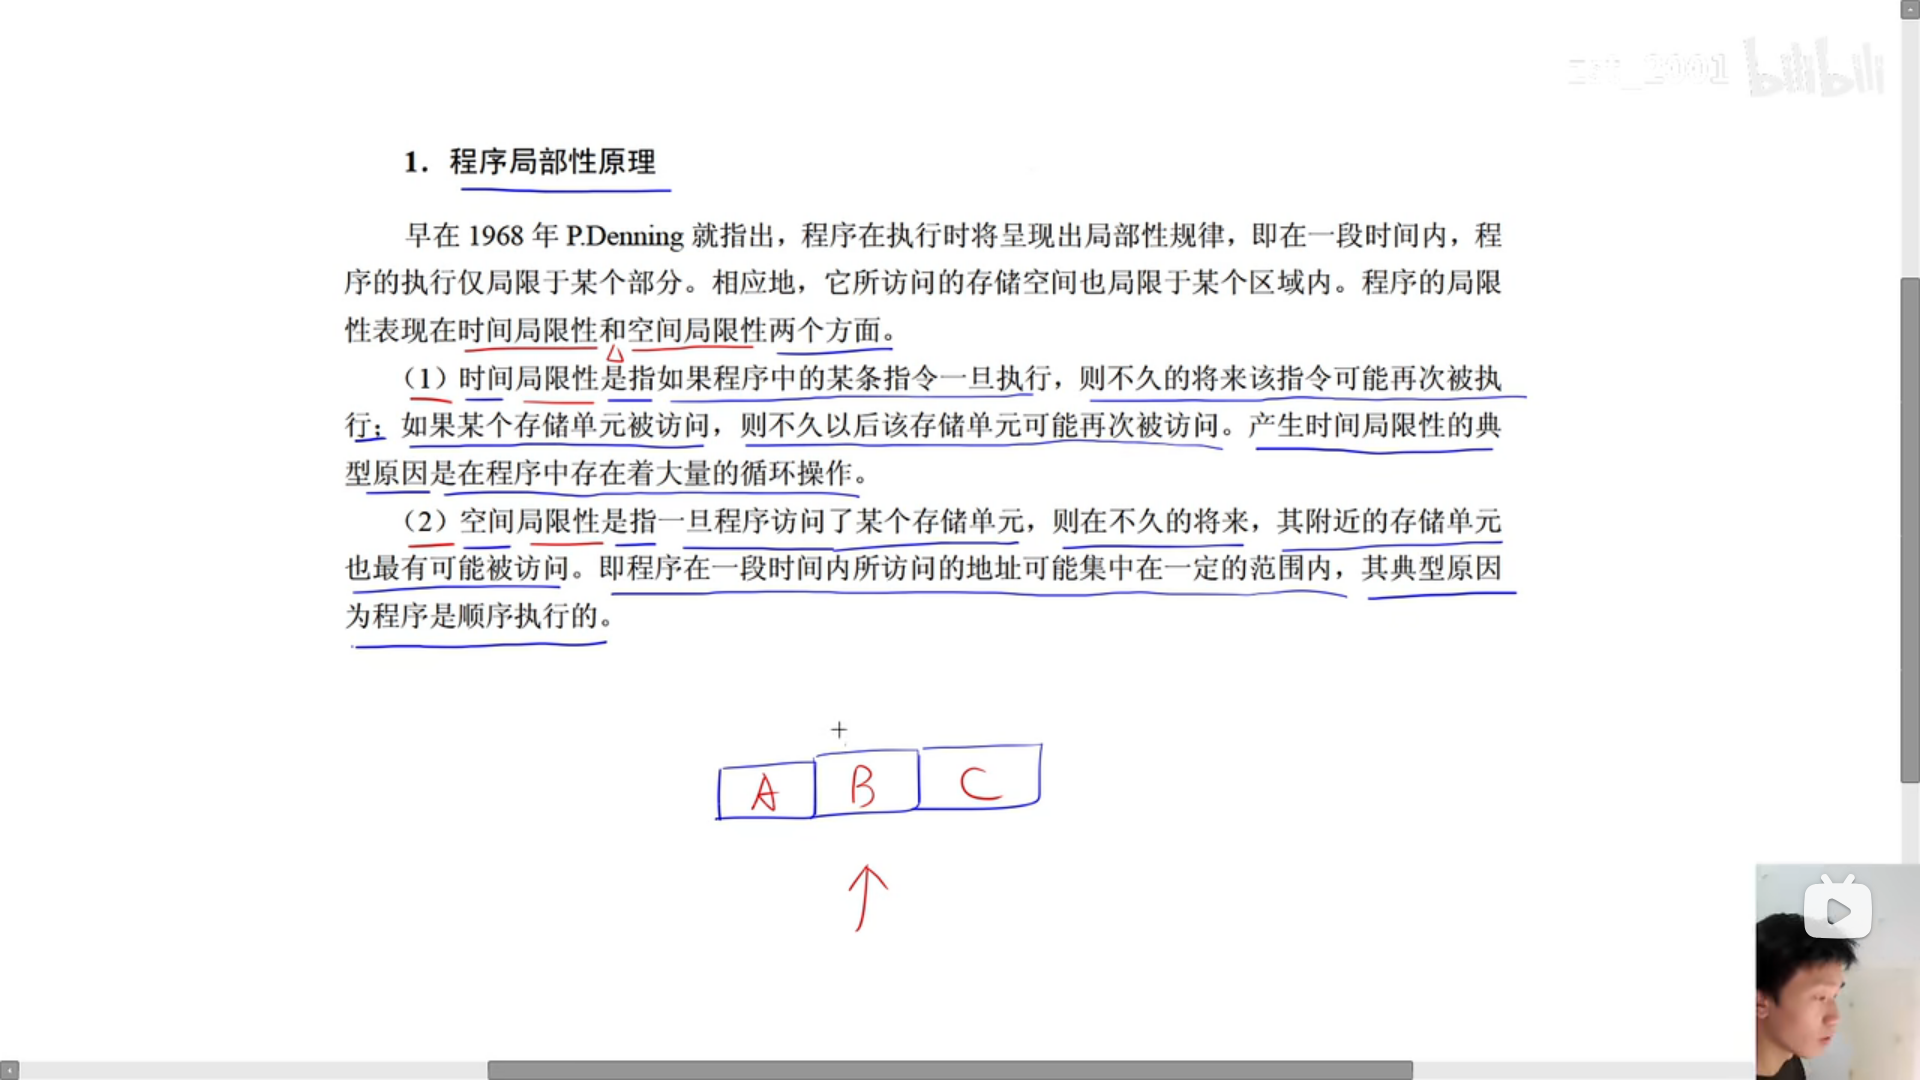 bilibili
1. 程序局部性原理
早在 1968 年 P.Denning 就指出，程序在执行时将呈现出局部性规律，即在一段时间内，程
序的执行仅局限于某个部分。相应地，它所访问的存储空间也局限于某个区域内。程序的局限
性表现在时间局限性和空间局限性两个方面。
（1）时间局限性是指如果程序中的某条指令一旦执行，则不久的将来该指令可能再次被执
行；如果某个存储单元被访问，则不久以后该存储单元可能再次被访问。产生时间局限性的典
型原因是在程序中存在着大量的循环操作。
（2）空间局限性是指一旦程序访问了某个存储单元，则在不久的将来，其附近的存储单元
也最有可能被访问。即程序在一段时间内所访问的地址可能集中在一定的范围内，其典型原因
为程序是顺序执行的。
A B C